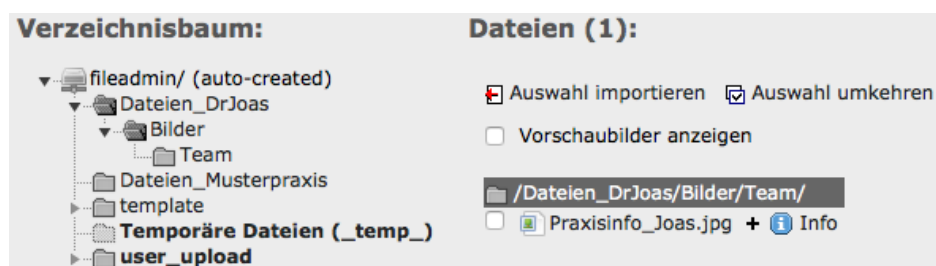 Verzeichnisbaum:
fileadmin/ (auto-created)
Dateien_DrJoas
Bilder
Team
Dateien_Musterpraxis
template
Temporäre Dateien (_temp_)
user_upload
Dateien (1):
Auswahl importieren Auswahl umkehren
Vorschaubilder anzeigen
/Dateien_DrJoas/Bilder/Team/
Praxisinfo_Joas.jpg + Info